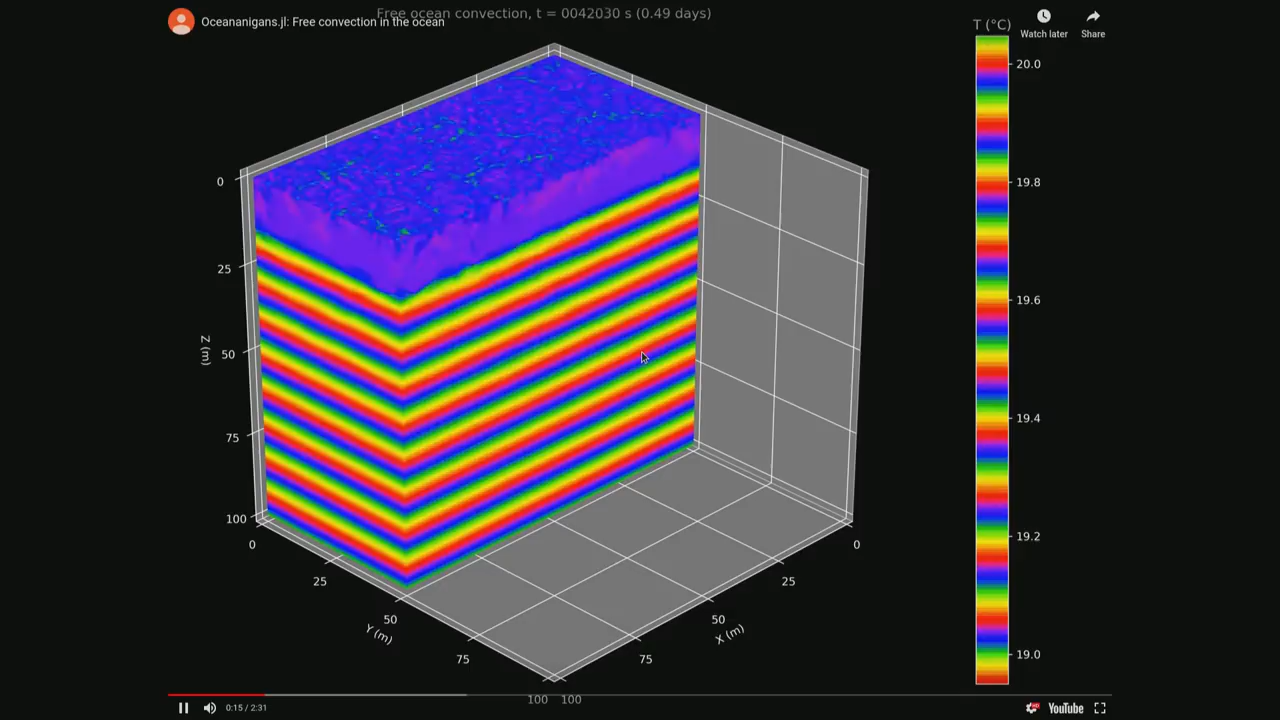 Free ocean convection, t = 0042030 s (0.49 days)
Oceananigans.jl: Free convection in the ocean
T (°C)
Watch later
Share
20.0
19.8
19.6
19.4
19.2
19.0
0
25
50
75
100
Z (m)
0
25
50
75
100
Y (m)
0
25
50
75
100
X (m)
0:15 / 2:31
HD
YouTube